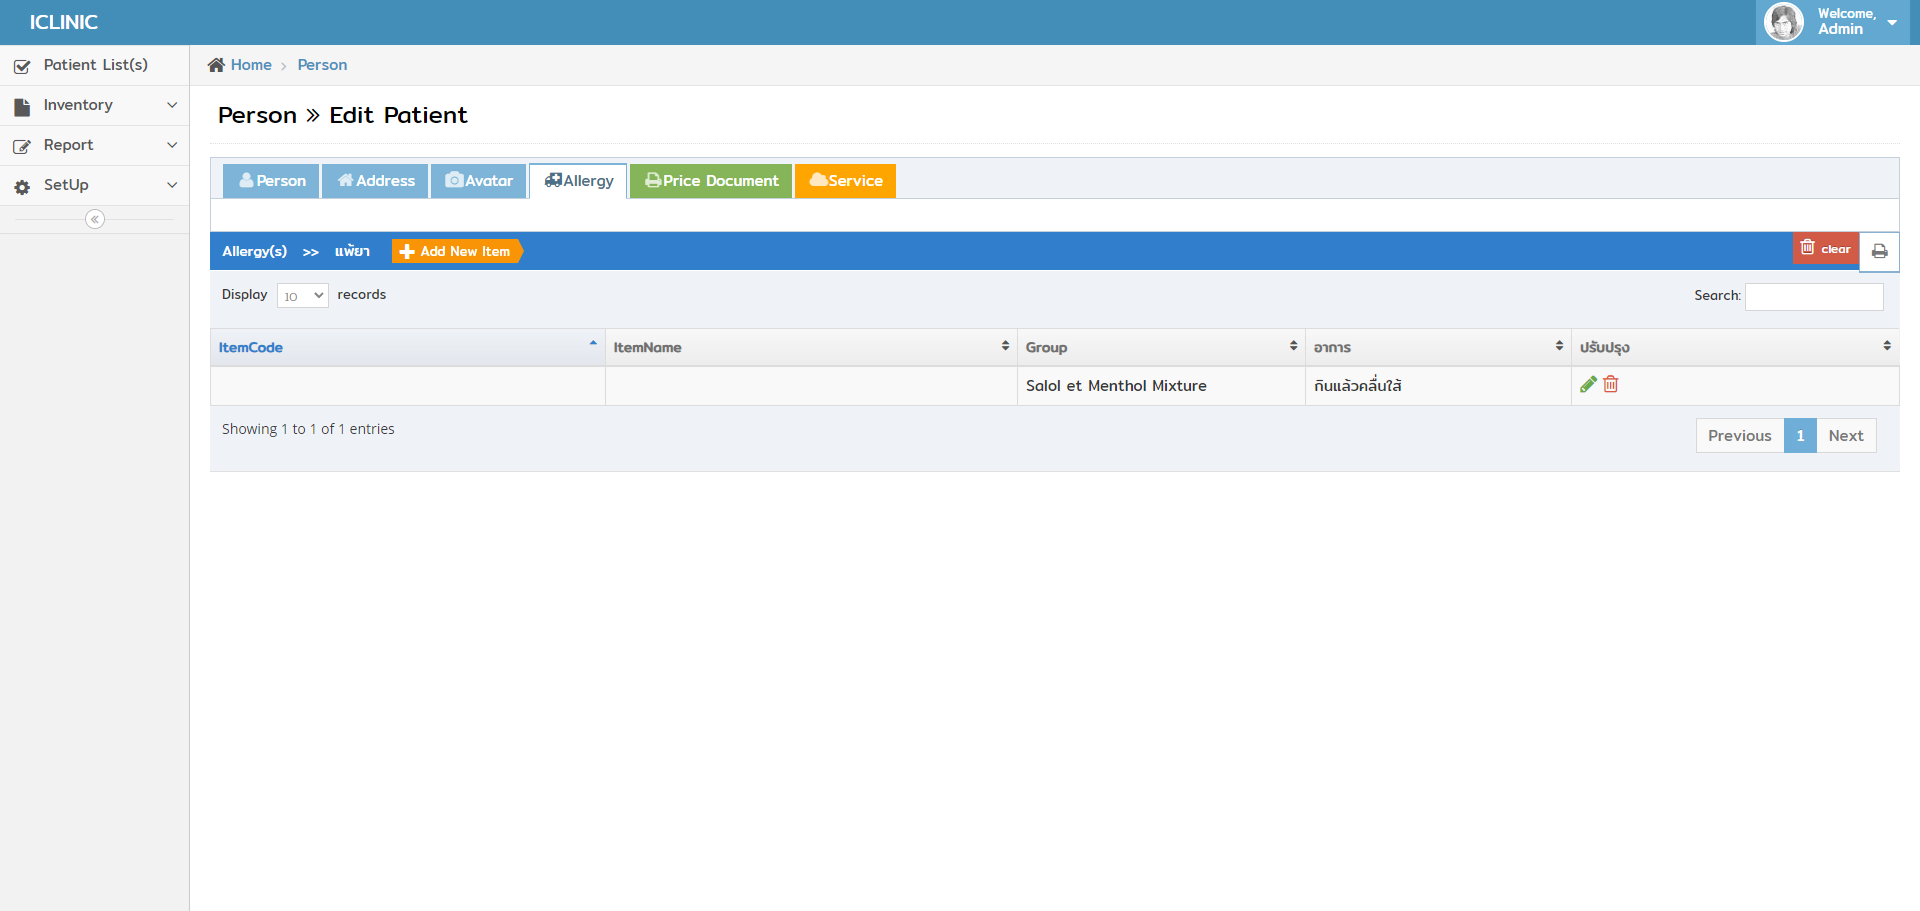 ICLINIC
Welcome,
Admin
Patient List(s)
Inventory
Report
SetUp
Home > Person
Person » Edit Patient
Person Address Avatar Allergy Price Document Service
Allergy(s) >> แพ้ยา Add New Item clear
Display 10 records Search:
ItemCode ItemName Group อาการ ปรับปรุง
Salol et Menthol Mixture กินแล้วคลื่นใส้
Showing 1 to 1 of 1 entries
Previous 1 Next